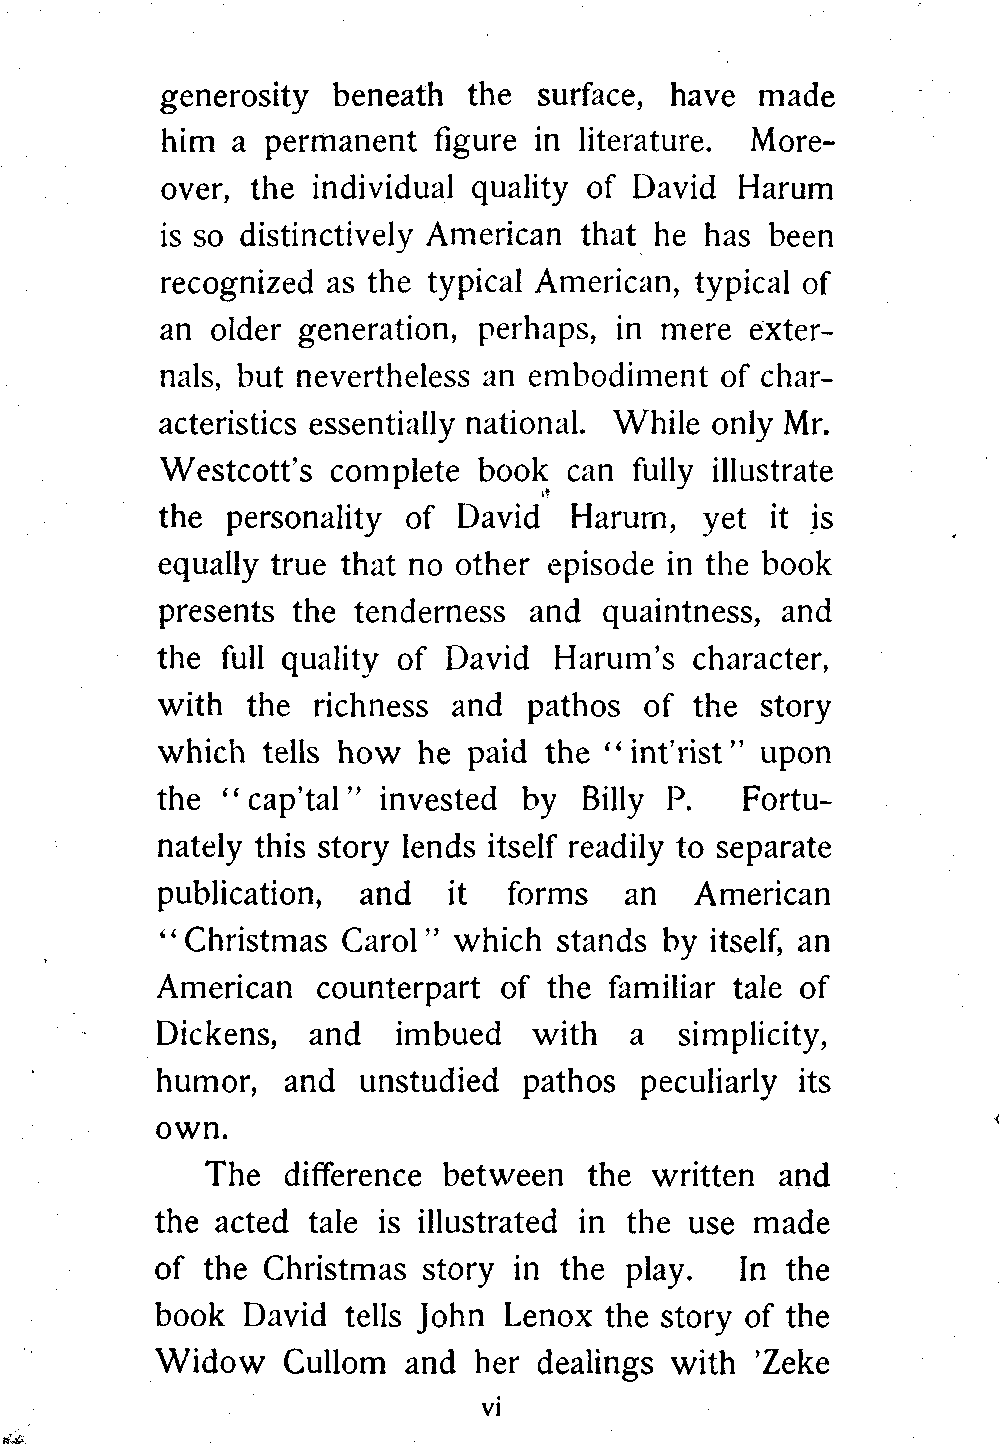 generosity beneath the surface, have made
him a permanent figure in literature. More-
over, the individual quality of David Harum
is so distinctively American that he has been
recognized as the typical American, typical of
an older generation, perhaps, in mere exter-
nals, but nevertheless an embodiment of char-
acteristics essentially national. While only Mr.
Westcott's complete book can fully illustrate
the personality of David Harum, yet it is
equally true that no other episode in the book
presents the tenderness and quaintness, and
the full quality of David Harum's character,
with the richness and pathos of the story
which tells how he paid the “int'rist” upon
the “cap'tal” invested by Billy P. Fortu-
nately this story lends itself readily to separate
publication, and it forms an American
“Christmas Carol” which stands by itself, an
American counterpart of the familiar tale of
Dickens, and imbued with a simplicity,
humor, and unstudied pathos peculiarly its
own.
The difference between the written and
the acted tale is illustrated in the use made
of the Christmas story in the play. In the
book David tells John Lenox the story of the
Widow Cullom and her dealings with 'Zeke
vi